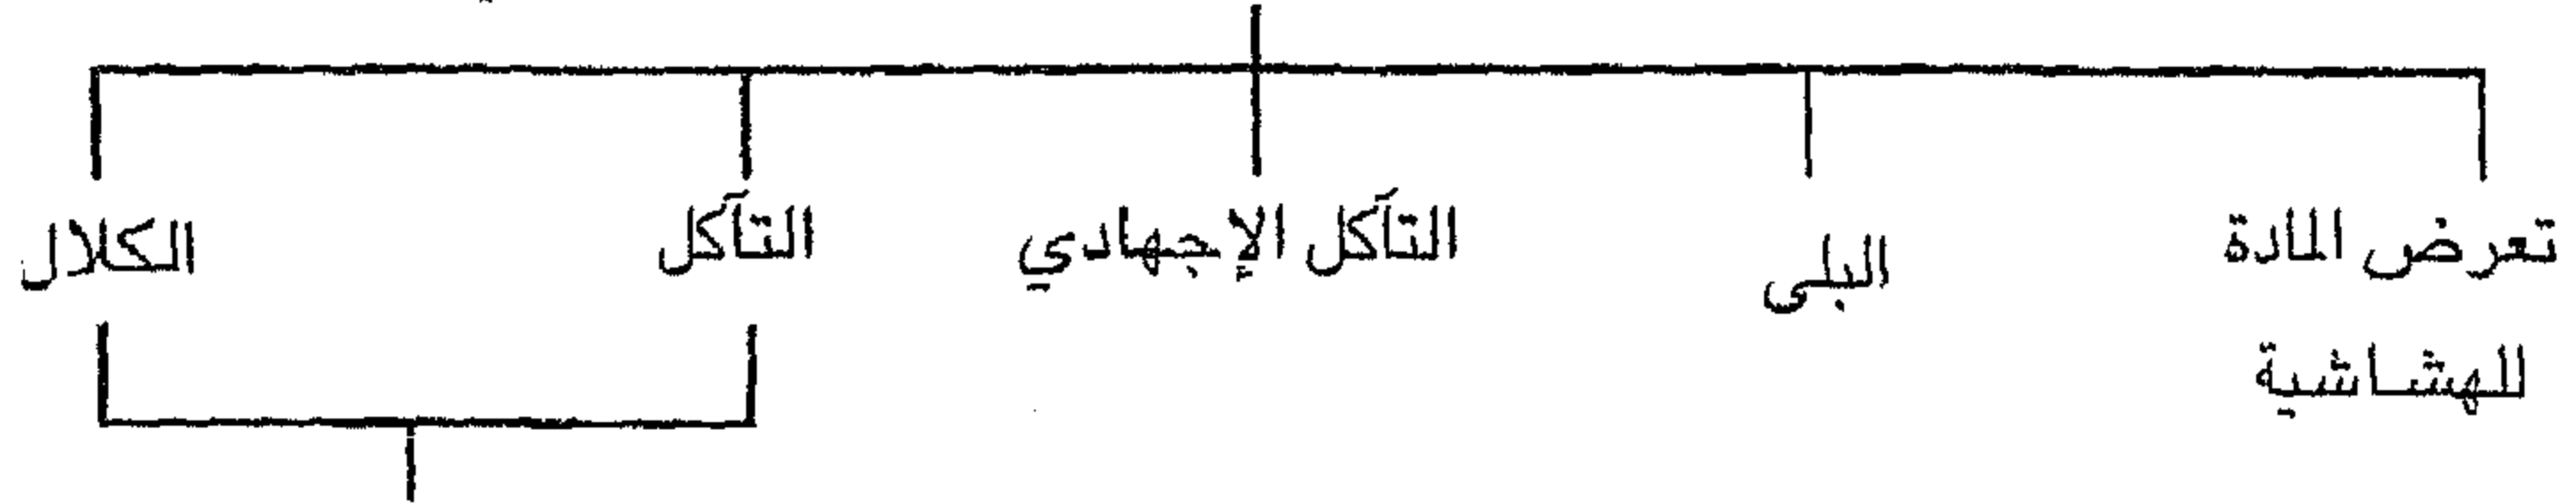 تعرض المادة
للهشاشية
البلى
التآكل الإجهادي
التآكل
الكلال